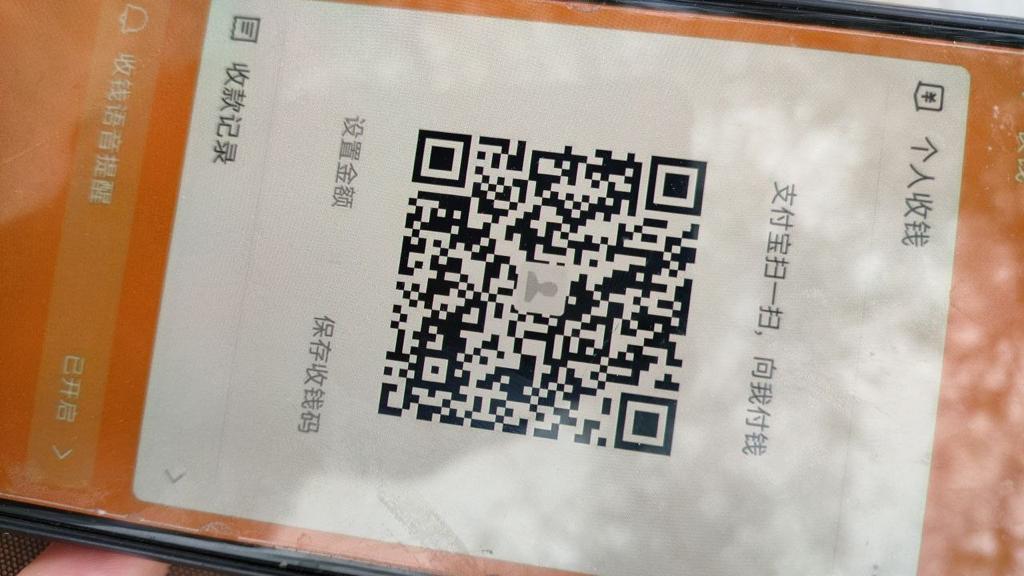 个人收钱
支付宝扫一扫，向我付钱
设置金额
保存收钱码
收款记录
收钱语音提醒
已开启